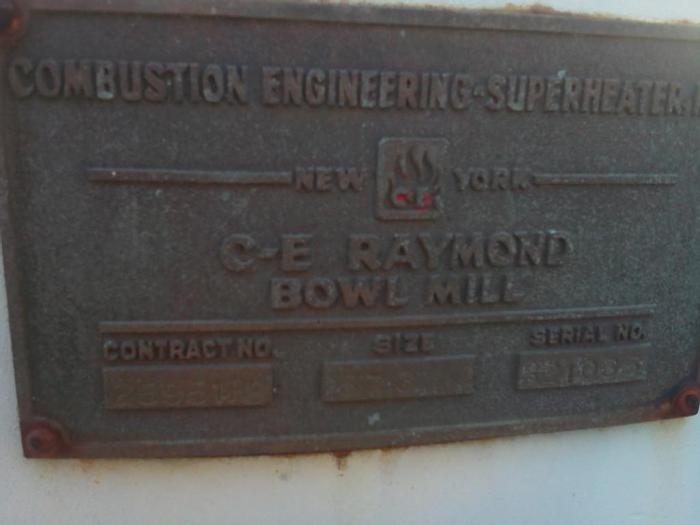 COMBUSTION ENGINEERING-SUPERHEATER,
NEW YORK
C-E
C-E RAYMOND
BOWL MILL
CONTRACT NO. SIZE SERIAL NO.